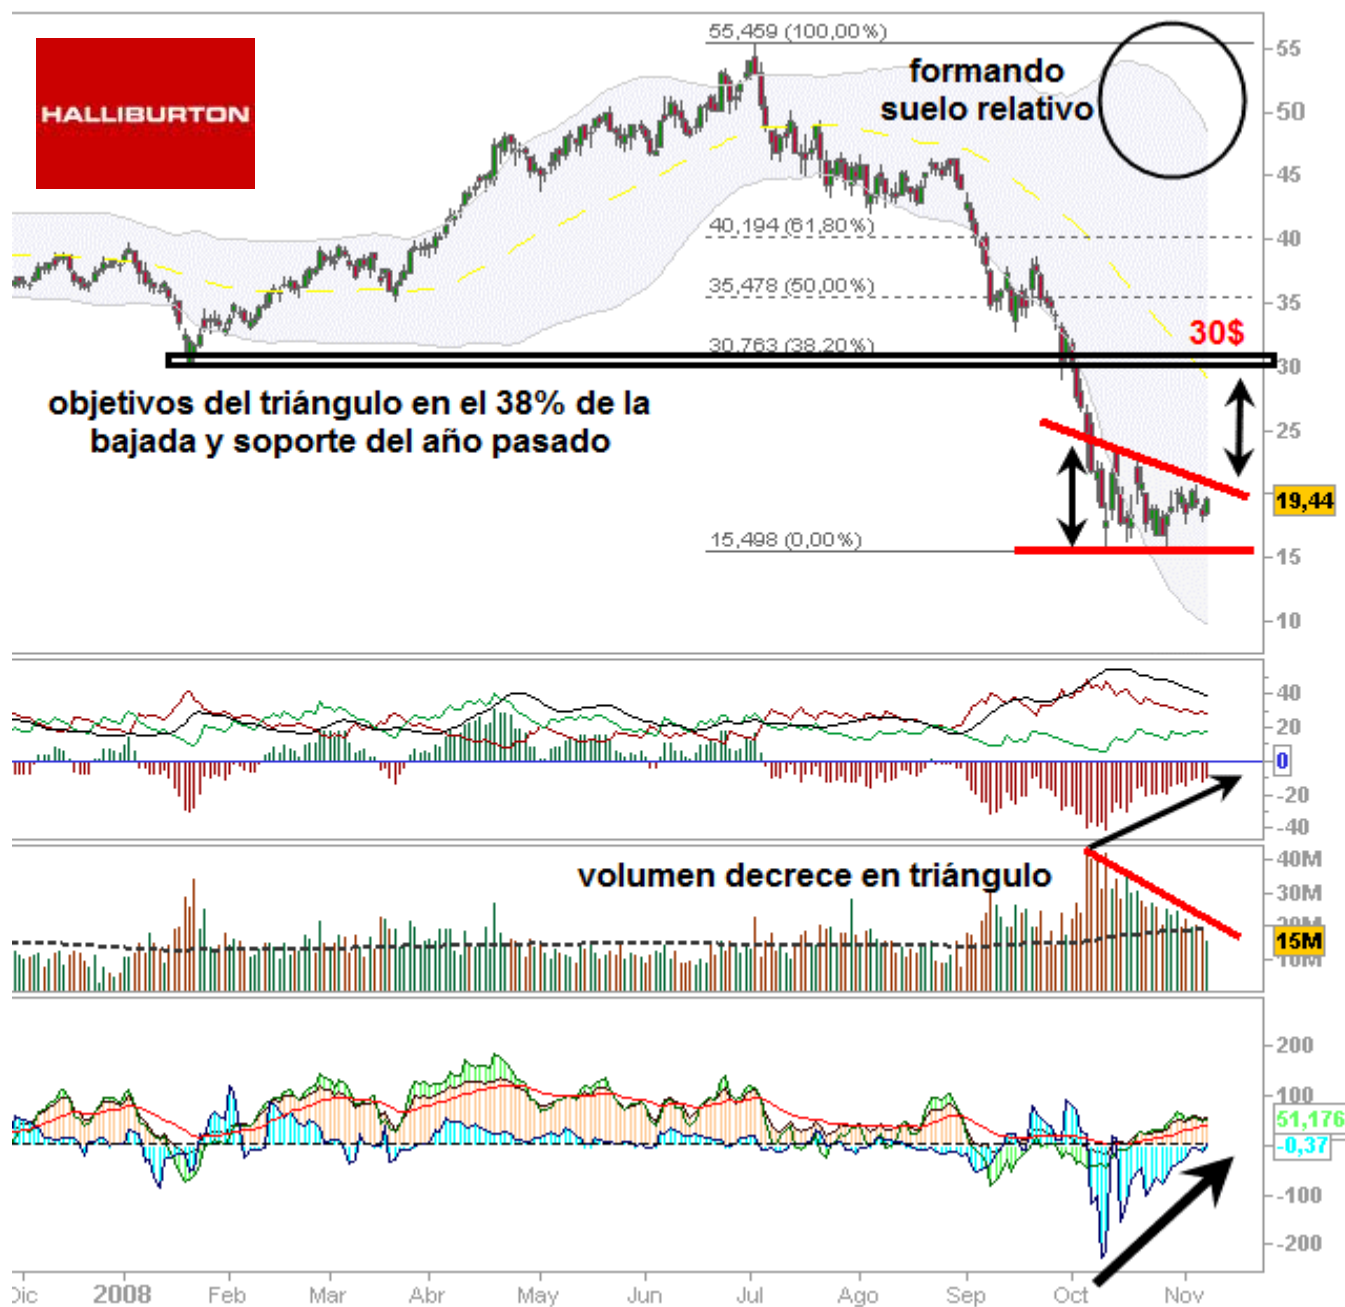 55,459 (100,00%)
HALLIBURTON
formando
suelo relativo
55
50
45
40,194 (61,80%)
40
35,478 (50,00%)
35
30$
30,763 (38,20%)
30
objetivos del triángulo en el 38% de la
bajada y soporte del año pasado
25
19,44
15,498 (0,00%)
15
10
40
20
0
-20
-40
volumen decrece en triángulo
40M
30M
20M
15M
10M
200
100
51,176
-0,37
-100
-200
Dic 2008 Feb Mar Abr May Jun Jul Ago Sep Oct Nov